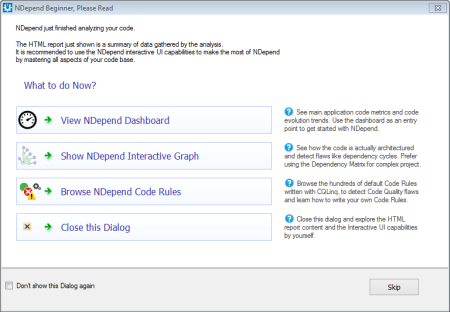 NDepend Beginner, Please Read
NDepend just finished analyzing your code.
The HTML report just shown is a summary of data gathered by the analysis.
It is recommended to use the NDepend interactive UI capabilities to make the most of NDepend
by mastering all aspects of your code base.
What to do Now?
View NDepend Dashboard
See main application code metrics and code
evolution trends. Use the dashboard as an entry
point to get started with NDepend.
Show NDepend Interactive Graph
See how the code is actually architectured
and detect flaws like dependency cycles. Prefer
using the Dependency Matrix for complex project.
Browse NDepend Code Rules
Browse the hundreds of default Code Rules
written with CQLinq, to detect Code Quality flaws
and learn how to write your own Code Rules.
Close this Dialog
Close this dialog and explore the HTML
report content and the Interactive UI capabilities
by yourself.
Don't show this Dialog again
Skip